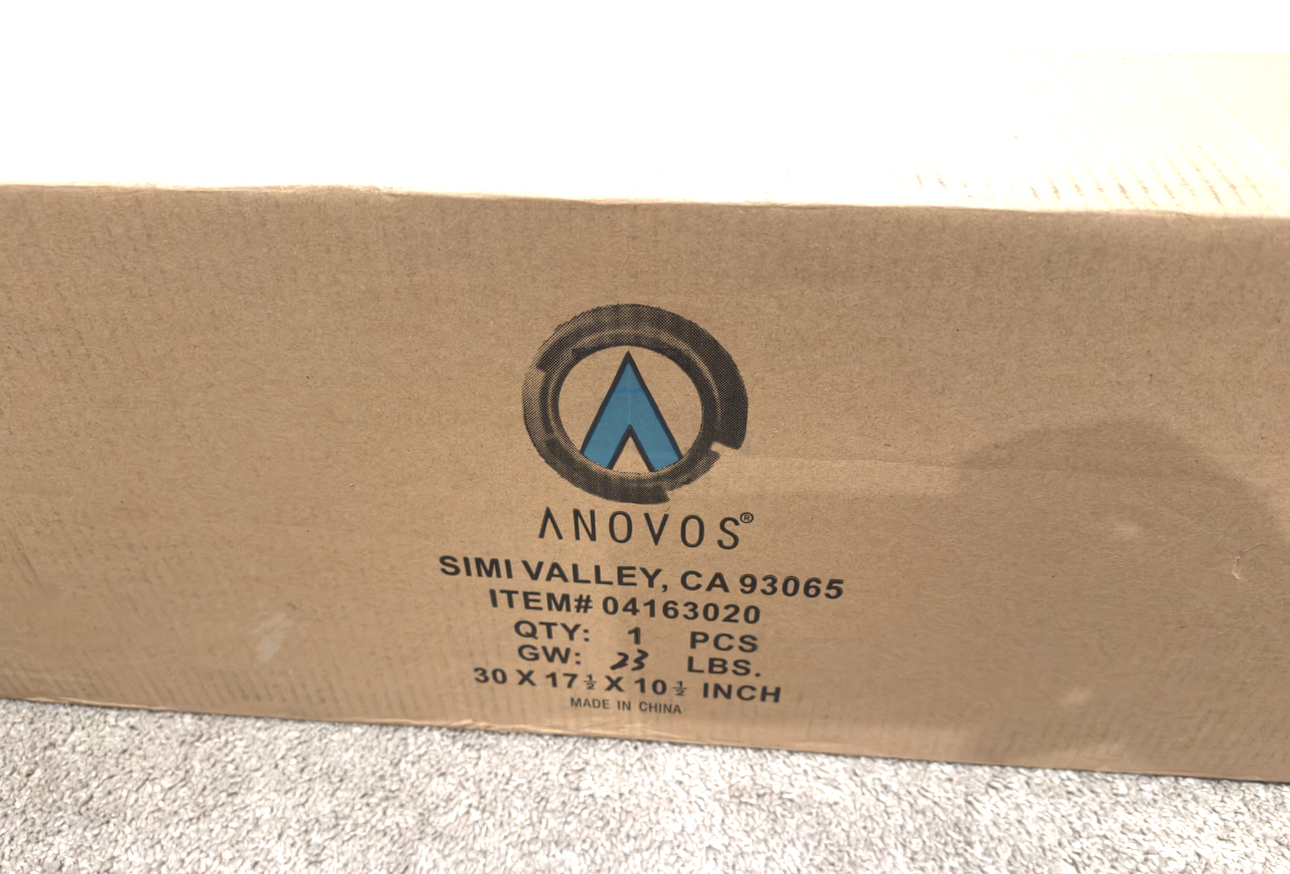 ANOVOS®
SIMI VALLEY, CA 93065
ITEM# 04163020
QTY: 1 PCS
GW: 23 LBS.
30 X 17½ X 10½ INCH
MADE IN CHINA